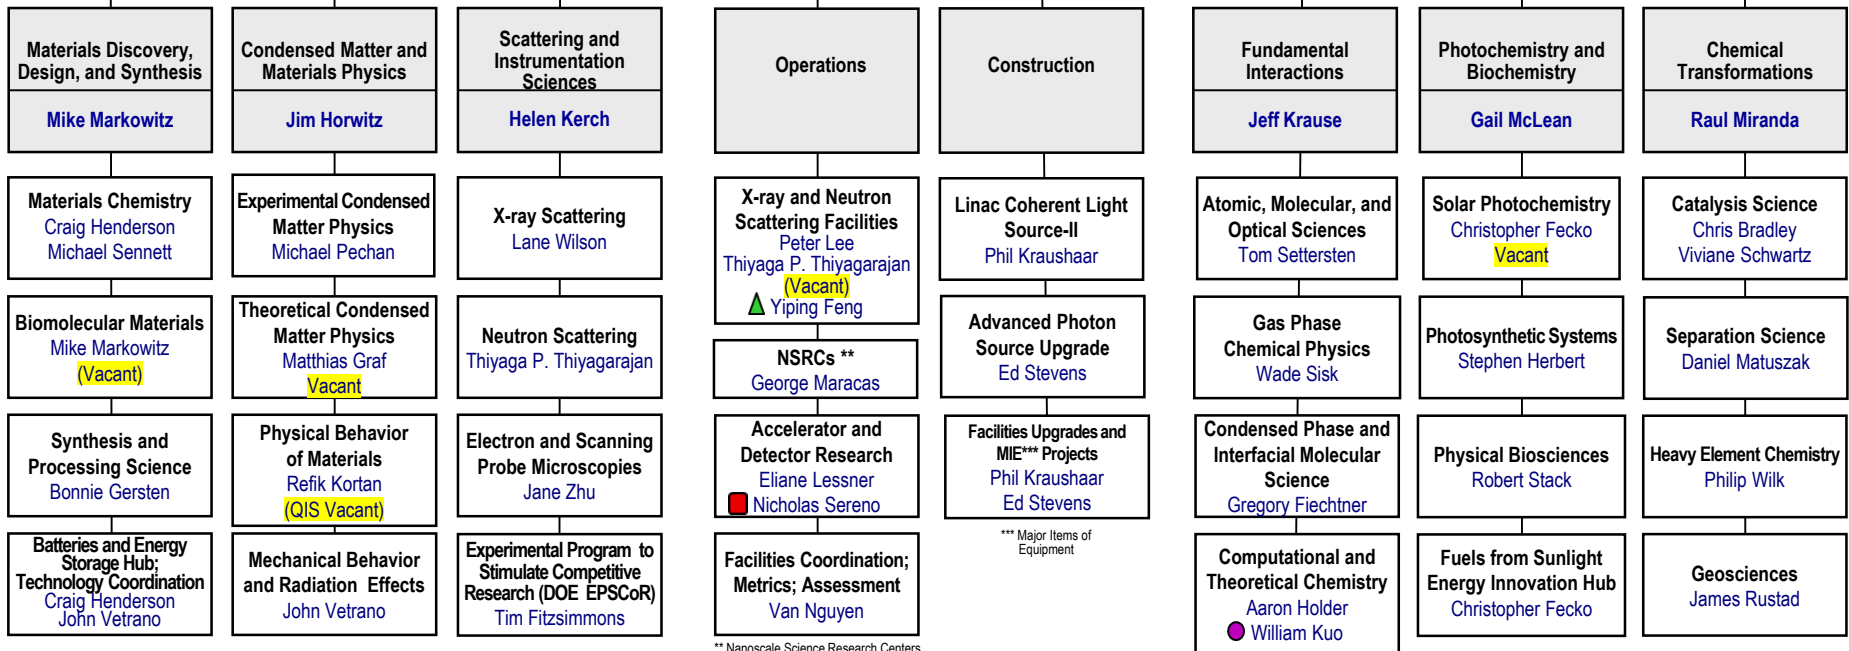 Materials Discovery,
Design, and Synthesis
Mike Markowitz
Materials Chemistry
Craig Henderson
Michael Sennett
Biomolecular Materials
Mike Markowitz
(Vacant)
Synthesis and
Processing Science
Bonnie Gersten
Batteries and Energy
Storage Hub;
Technology Coordination
Craig Henderson
John Vetrano
Condensed Matter and
Materials Physics
Jim Horwitz
Experimental Condensed
Matter Physics
Michael Pechan
Theoretical Condensed
Matter Physics
Matthias Graf
Vacant
Physical Behavior
of Materials
Refik Kortan
(QIS Vacant)
Mechanical Behavior
and Radiation Effects
John Vetrano
Scattering and
Instrumentation
Sciences
Helen Kerch
X-ray Scattering
Lane Wilson
Neutron Scattering
Thiyaga P. Thiyagarajan
Electron and Scanning
Probe Microscopies
Jane Zhu
Experimental Program to
Stimulate Competitive
Research (DOE EPSCoR)
Tim Fitzsimmons
Operations
X-ray and Neutron
Scattering Facilities
Peter Lee
Thiyaga P. Thiyagarajan
(Vacant)
Yiping Feng
NSRCs **
George Maracas
Accelerator and
Detector Research
Eliane Lessner
Nicholas Sereno
Facilities Coordination;
Metrics; Assessment
Van Nguyen
** Nanoscale Science Research Centers
Construction
Linac Coherent Light
Source-II
Phil Kraushaar
Advanced Photon
Source Upgrade
Ed Stevens
Facilities Upgrades and
MIE*** Projects
Phil Kraushaar
Ed Stevens
*** Major Items of
Equipment
Fundamental
Interactions
Jeff Krause
Atomic, Molecular, and
Optical Sciences
Tom Settersten
Gas Phase
Chemical Physics
Wade Sisk
Condensed Phase and
Interfacial Molecular
Science
Gregory Fiechtner
Computational and
Theoretical Chemistry
Aaron Holder
William Kuo
Photochemistry and
Biochemistry
Gail McLean
Solar Photochemistry
Christopher Fecko
Vacant
Photosynthetic Systems
Stephen Herbert
Physical Biosciences
Robert Stack
Fuels from Sunlight
Energy Innovation Hub
Christopher Fecko
Chemical
Transformations
Raul Miranda
Catalysis Science
Chris Bradley
Viviane Schwartz
Separation Science
Daniel Matuszak
Heavy Element Chemistry
Philip Wilk
Geosciences
James Rustad